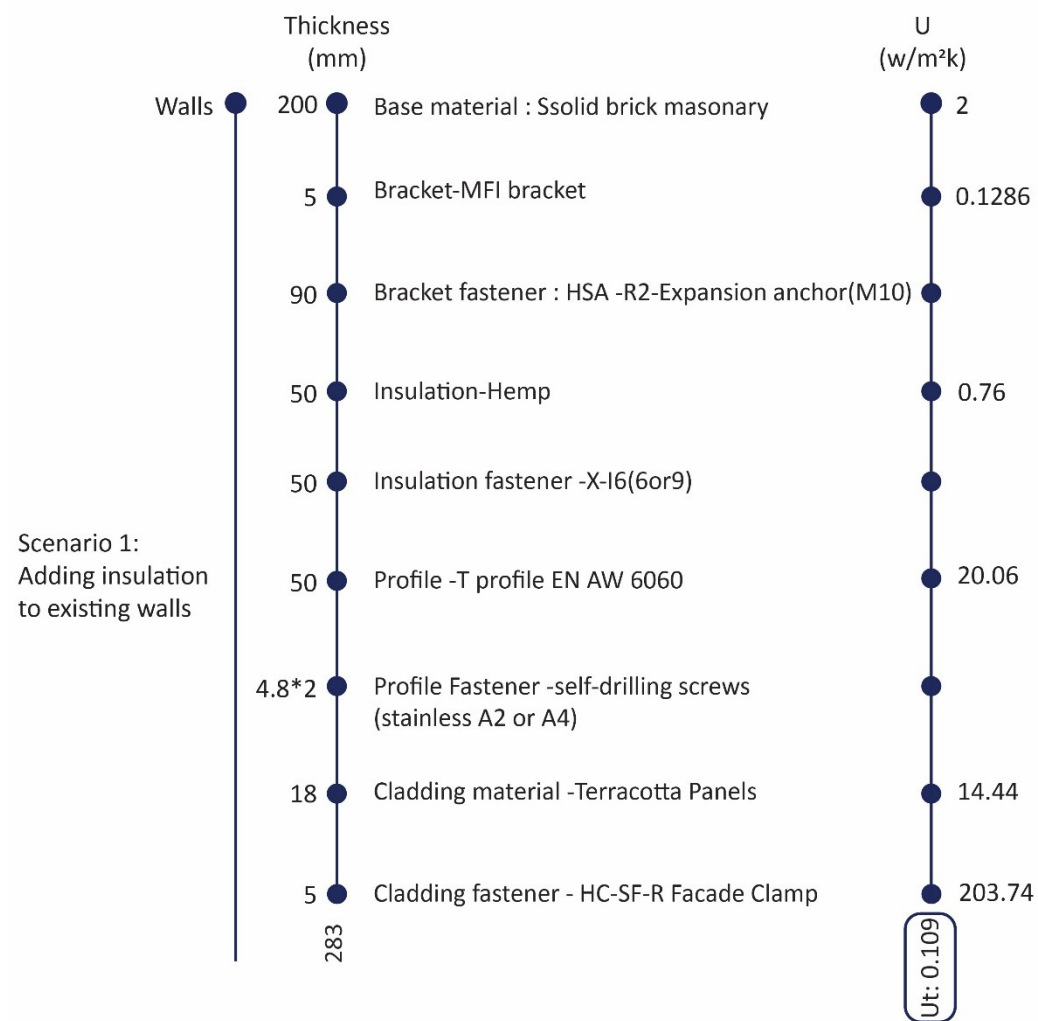 Thickness
(mm)
U
(w/m²k)
Walls
200
Base material : Ssolid brick masonary
2
5
Bracket-MFI bracket
0.1286
90
Bracket fastener : HSA -R2-Expansion anchor(M10)
50
Insulation-Hemp
0.76
50
Insulation fastener -X-I6(6or9)
Scenario 1:
Adding insulation
to existing walls
50
Profile -T profile EN AW 6060
20.06
4.8*2
Profile Fastener -self-drilling screws
(stainless A2 or A4)
18
Cladding material -Terracotta Panels
14.44
5
Cladding fastener - HC-SF-R Facade Clamp
203.74
283
Ut: 0.109